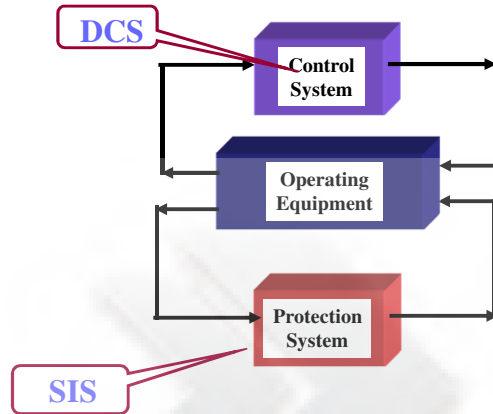 DCS
Control
System
Operating
Equipment
Protection
System
SIS